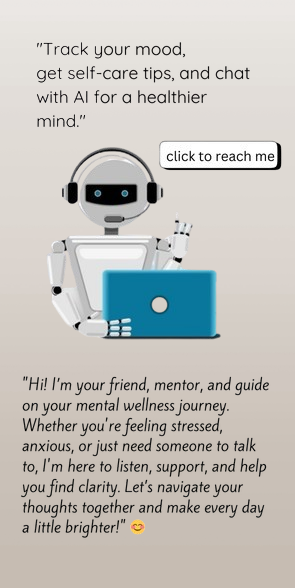 "Track your mood,
get self-care tips, and chat
with AI for a healthier
mind."
click to reach me
"Hi! I'm your friend, mentor, and guide
on your mental wellness journey.
Whether you're feeling stressed,
anxious, or just need someone to talk
to, I'm here to listen, support, and help
you find clarity. Let's navigate your
thoughts together and make every day
a little brighter!" 😊